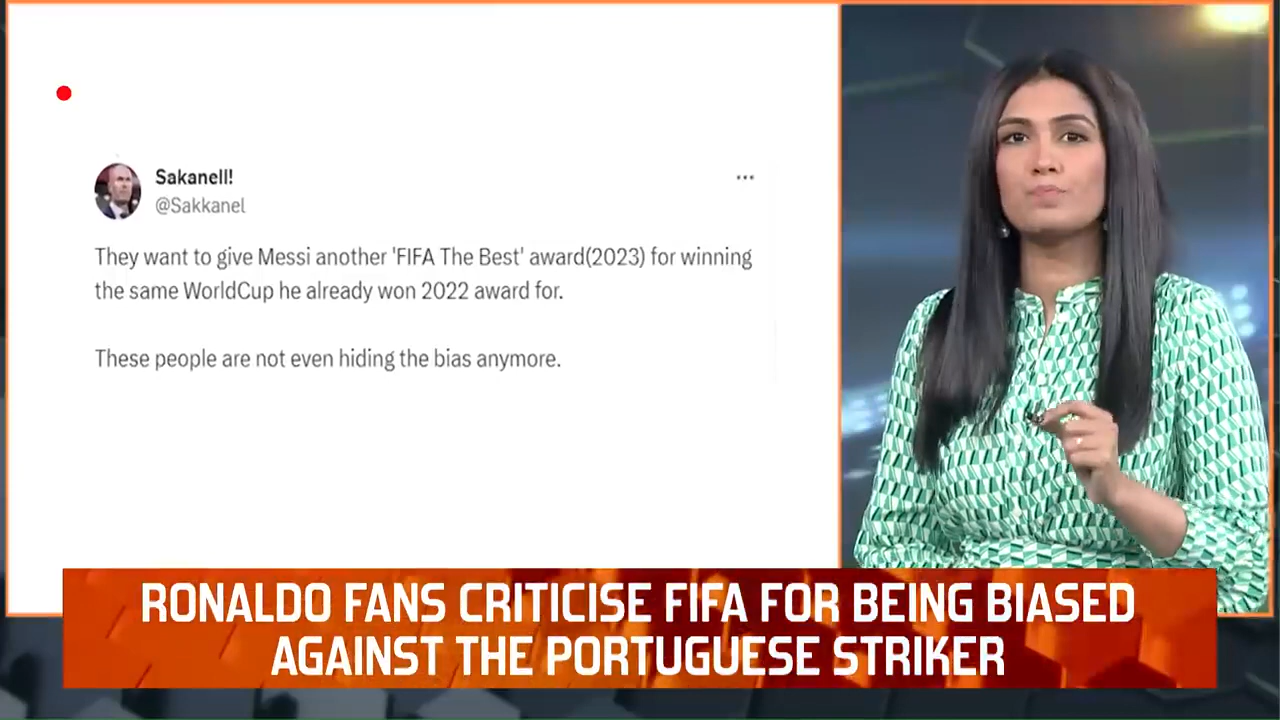 Sakanell!
@Sakkanel
They want to give Messi another 'FIFA The Best' award(2023) for winning
the same WorldCup he already won 2022 award for.
These people are not even hiding the bias anymore.
RONALDO FANS CRITICISE FIFA FOR BEING BIASED
AGAINST THE PORTUGUESE STRIKER